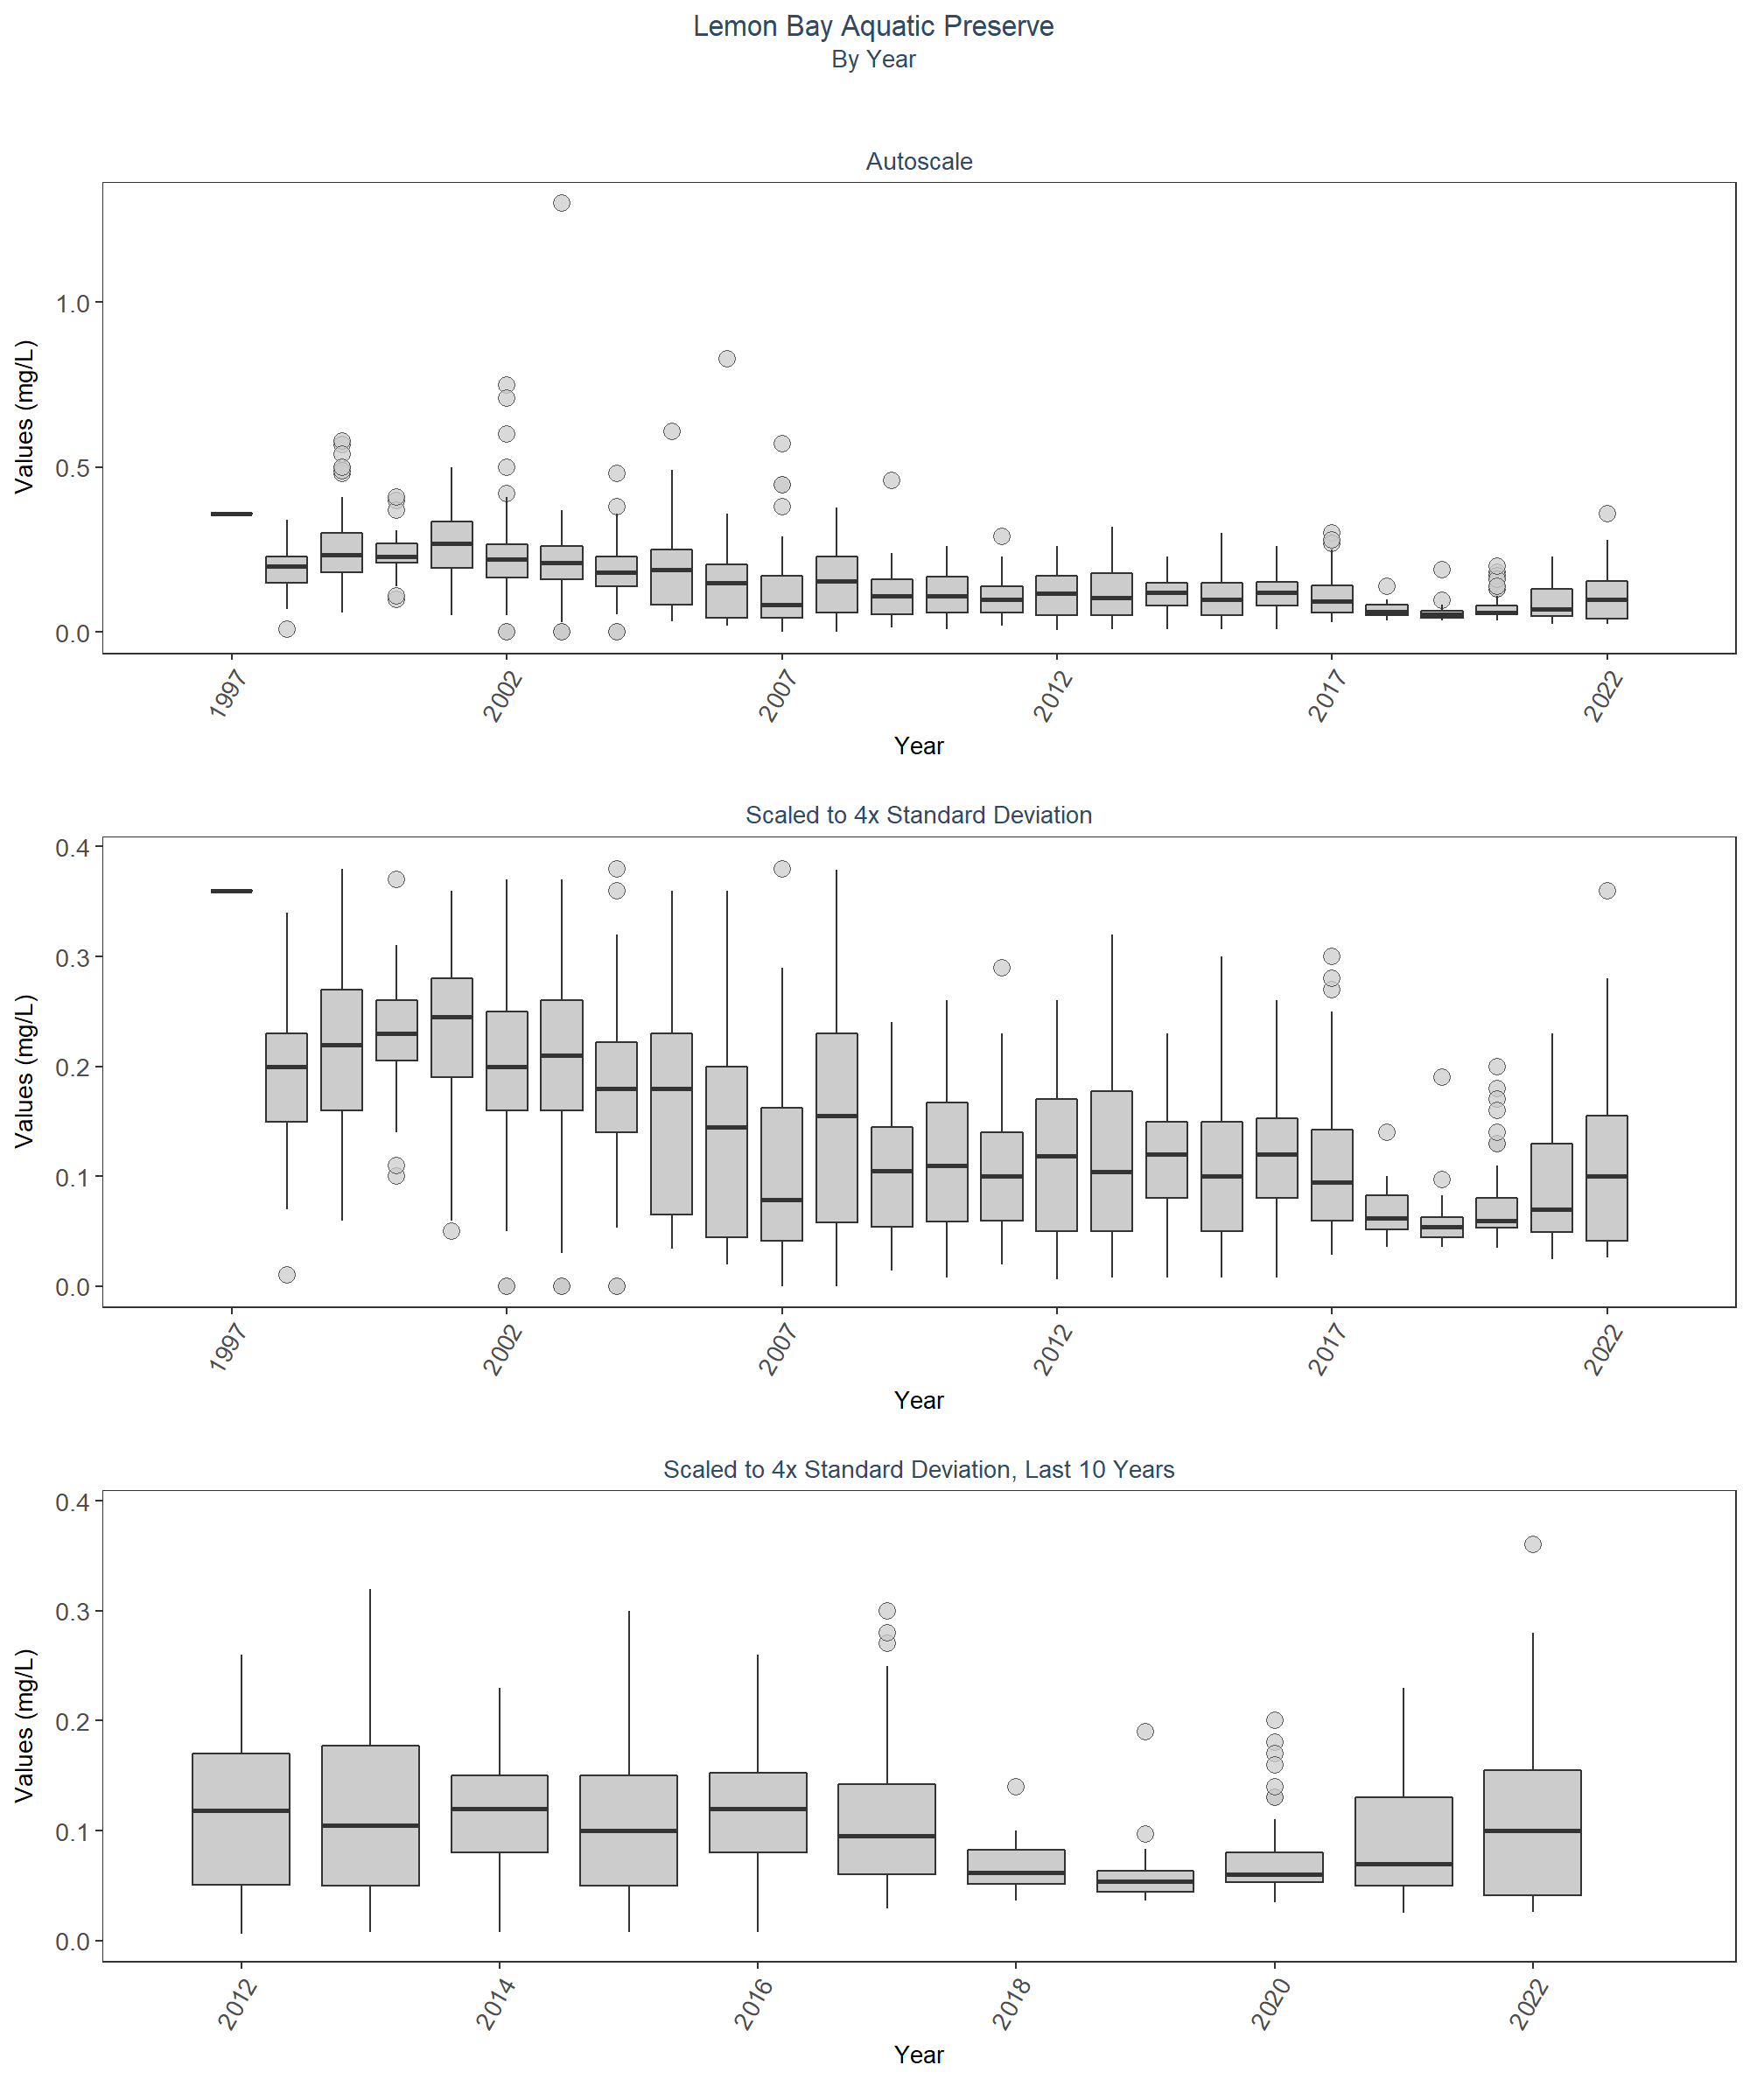 Lemon Bay Aquatic Preserve
By Year
Autoscale
Values (mg/L)
1.0
0.5
0.0
1997 2002 2007 2012 2017 2022
Year
Scaled to 4x Standard Deviation
Values (mg/L)
0.4
0.3
0.2
0.1
0.0
1997 2002 2007 2012 2017 2022
Year
Scaled to 4x Standard Deviation, Last 10 Years
Values (mg/L)
0.4
0.3
0.2
0.1
0.0
2012 2014 2016 2018 2020 2022
Year